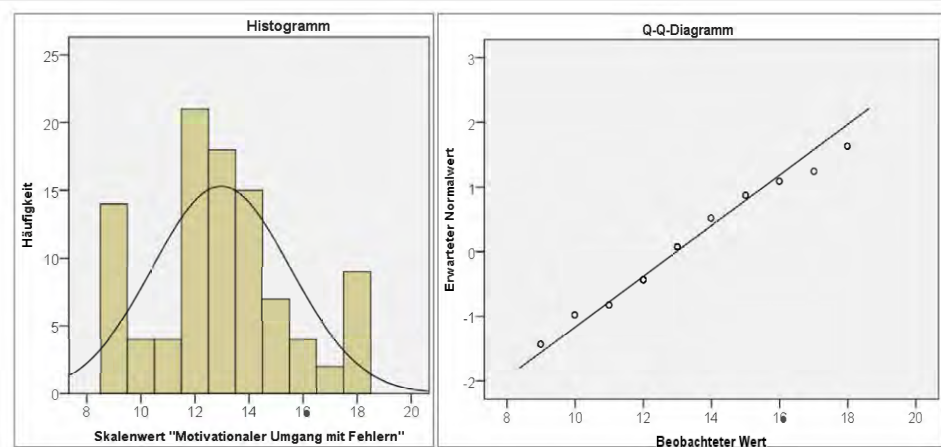 Histogramm
25
20
15
10
5
0
Häufigkeit
8 10 12 14 16 18 20
Skalenwert "Motivationaler Umgang mit Fehlern"
Q-Q-Diagramm
3
2
1
0
-1
-2
Erwarteter Normalwert
8 10 12 14 16 18 20
Beobachteter Wert